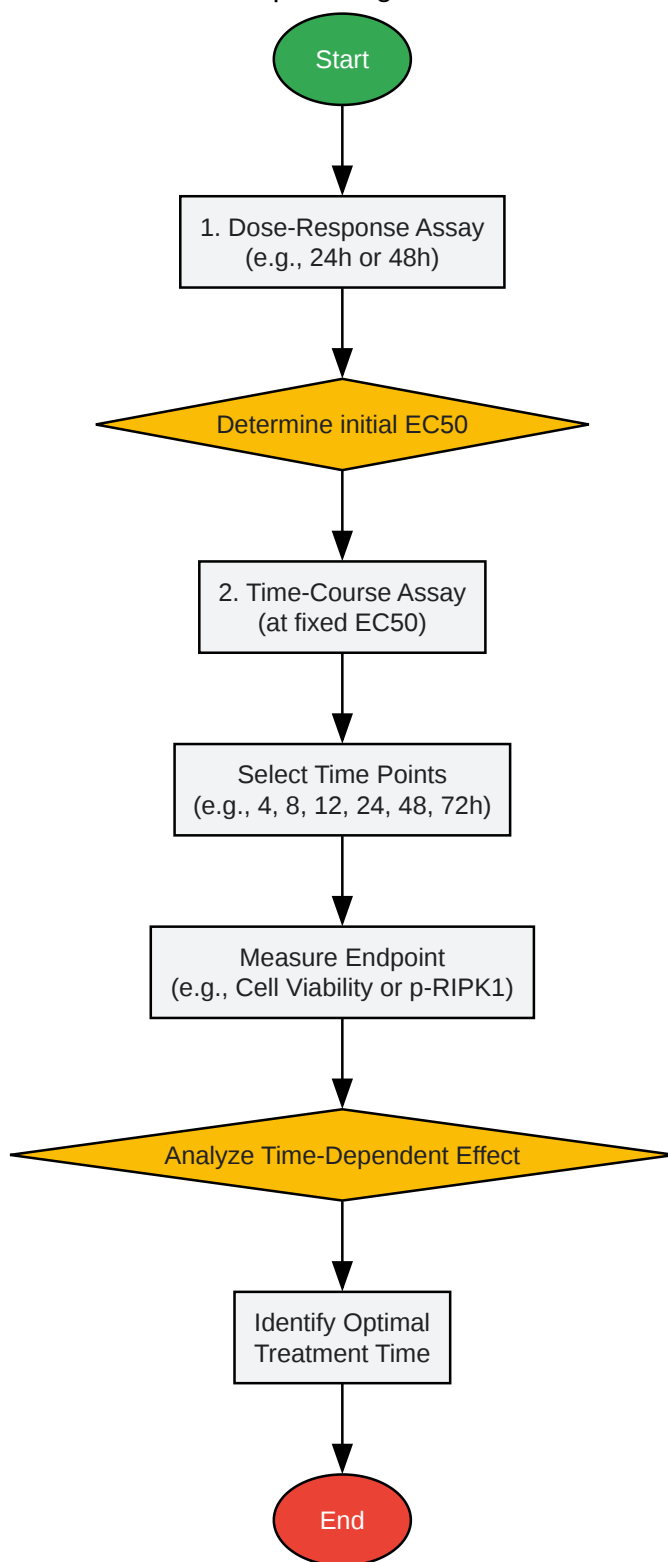 Start
1. Dose-Response Assay
(e.g., 24h or 48h)
Determine initial EC50
2. Time-Course Assay
(at fixed EC50)
Select Time Points
(e.g., 4, 8, 12, 24, 48, 72h)
Measure Endpoint
(e.g., Cell Viability or p-RIPK1)
Analyze Time-Dependent Effect
Identify Optimal
Treatment Time
End